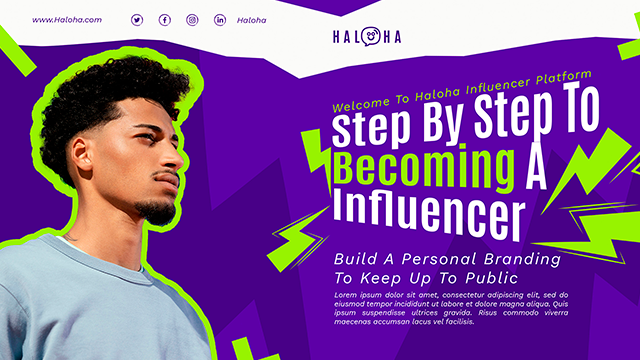 www.Haloha.com
Haloha
HALOHA
Welcome To Haloha Influencer Platform
Step By Step To
Becoming A
Influencer
Build A Personal Branding
To Keep Up To Public
Lorem ipsum dolor sit amet, consectetur adipiscing elit, sed do
eiusmod tempor incididunt ut labore et dolore magna aliqua. Quis
ipsum suspendisse ultrices gravida. Risus commodo viverra
maecenas accumsan lacus vel facilisis.